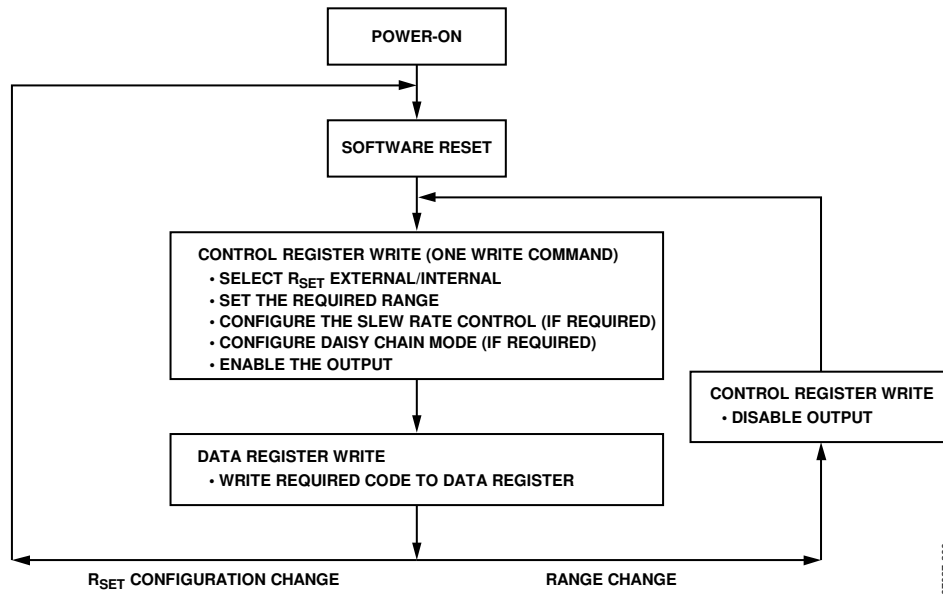 POWER-ON
SOFTWARE RESET
CONTROL REGISTER WRITE (ONE WRITE COMMAND)
• SELECT RSET EXTERNAL/INTERNAL
• SET THE REQUIRED RANGE
• CONFIGURE THE SLEW RATE CONTROL (IF REQUIRED)
• CONFIGURE DAISY CHAIN MODE (IF REQUIRED)
• ENABLE THE OUTPUT
CONTROL REGISTER WRITE
• DISABLE OUTPUT
DATA REGISTER WRITE
• WRITE REQUIRED CODE TO DATA REGISTER
RSET CONFIGURATION CHANGE
RANGE CHANGE